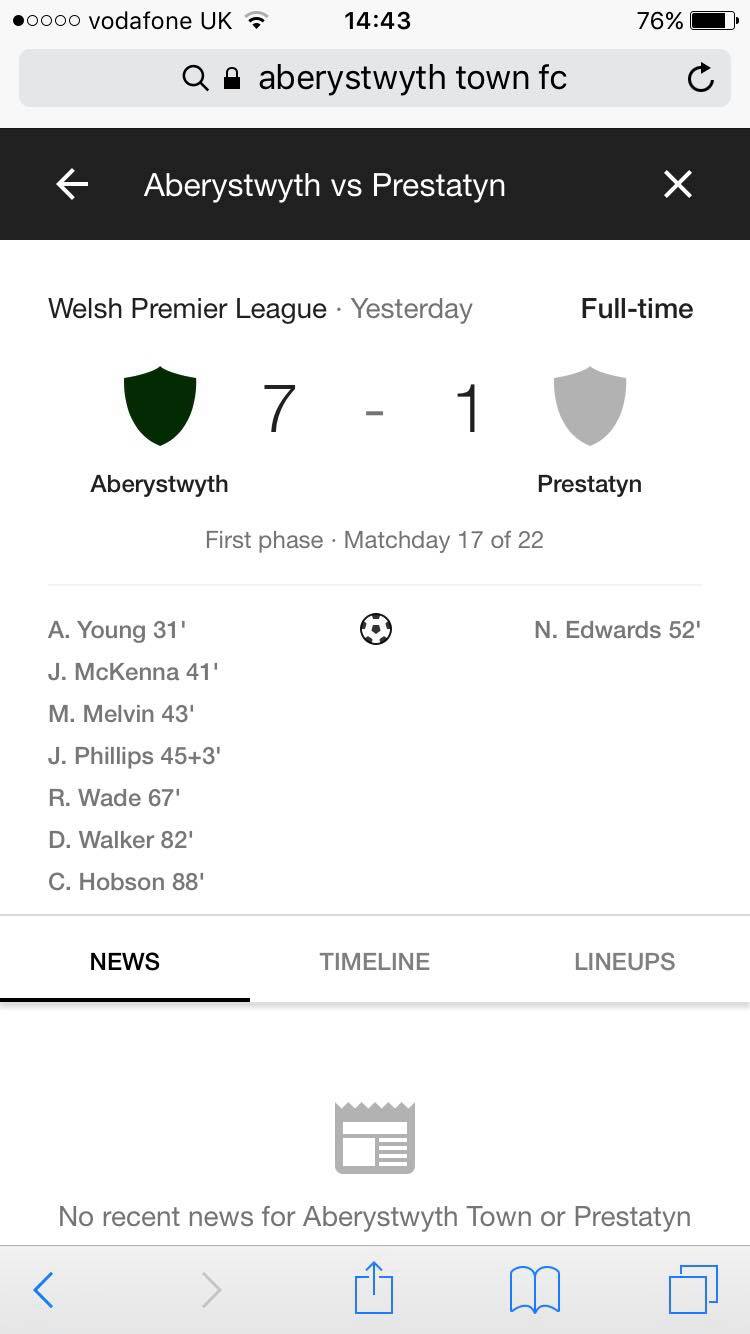 vodafone UK 14:43 76%
aberystwyth town fc
Aberystwyth vs Prestatyn
Welsh Premier League · Yesterday Full-time
7 - 1
Aberystwyth Prestatyn
First phase · Matchday 17 of 22
A. Young 31' N. Edwards 52'
J. McKenna 41'
M. Melvin 43'
J. Phillips 45+3'
R. Wade 67'
D. Walker 82'
C. Hobson 88'
NEWS TIMELINE LINEUPS
No recent news for Aberystwyth Town or Prestatyn